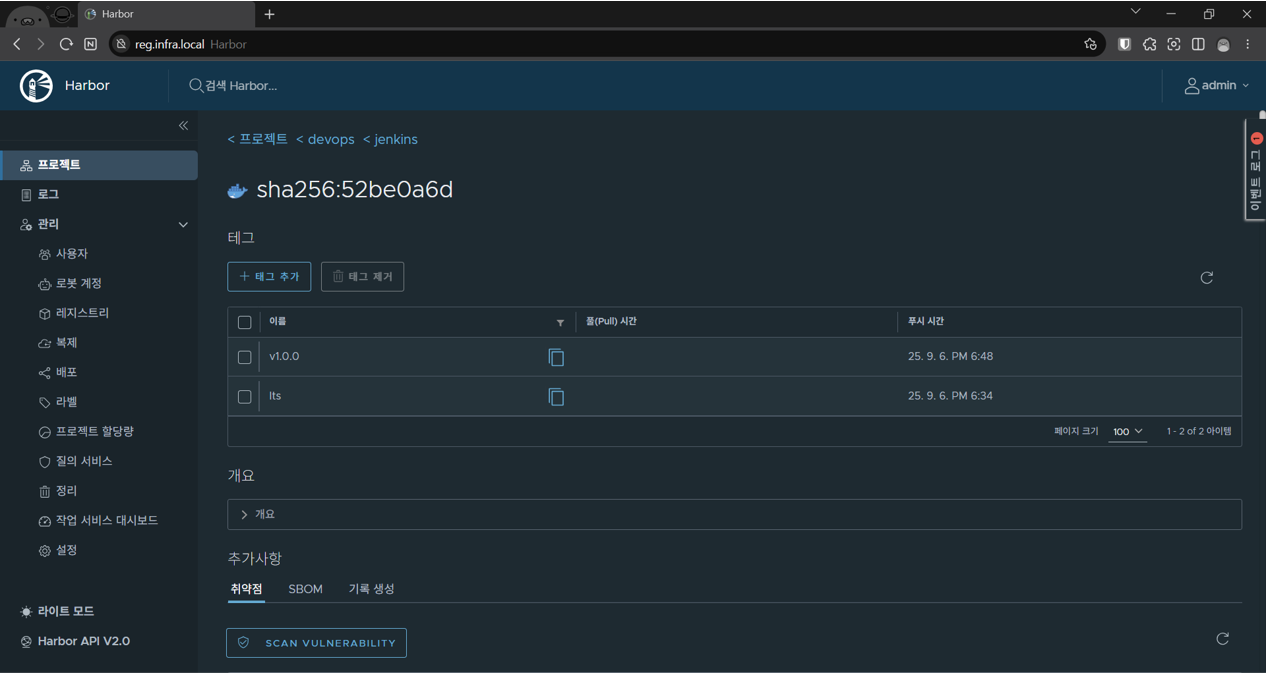 Harbor
reg.infra.local Harbor
Harbor
검색 Harbor...
admin
프로젝트
로그
관리
사용자
로봇 계정
레지스트리
복제
배포
라벨
프로젝트 할당량
질의 서비스
정리
작업 서비스 대시보드
설정
라이트 모드
Harbor API V2.0
< 프로젝트 < devops < jenkins
sha256:52be0a6d
테그
+ 태그 추가 태그 제거
이름 풀(Pull) 시간 푸시 시간
v1.0.0 25. 9. 6. PM 6:48
lts 25. 9. 6. PM 6:34
페이지 크기 100 1 - 2 of 2 아이템
개요
> 개요
추가사항
취약점 SBOM 기록 생성
SCAN VULNERABILITY
이벤트 로그 1